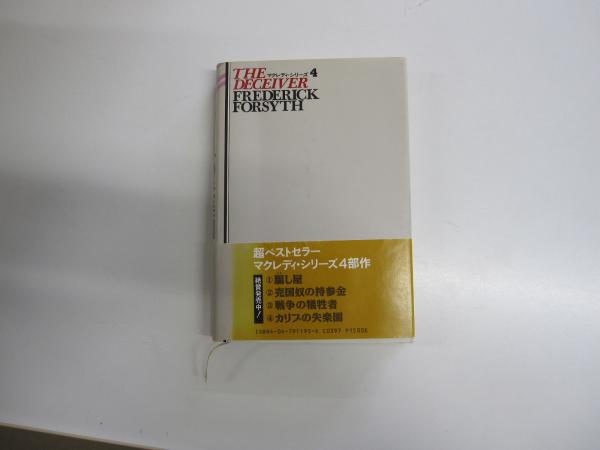 THE マクレディ・シリーズ 4
DECEIVER
FREDERICK
FORSYTH
超ベストセラー
マクレディ・シリーズ4部作
絶賛発売中!
①騙し屋
②売国奴の持参金
③戦争の犠牲者
④カリブの失楽園